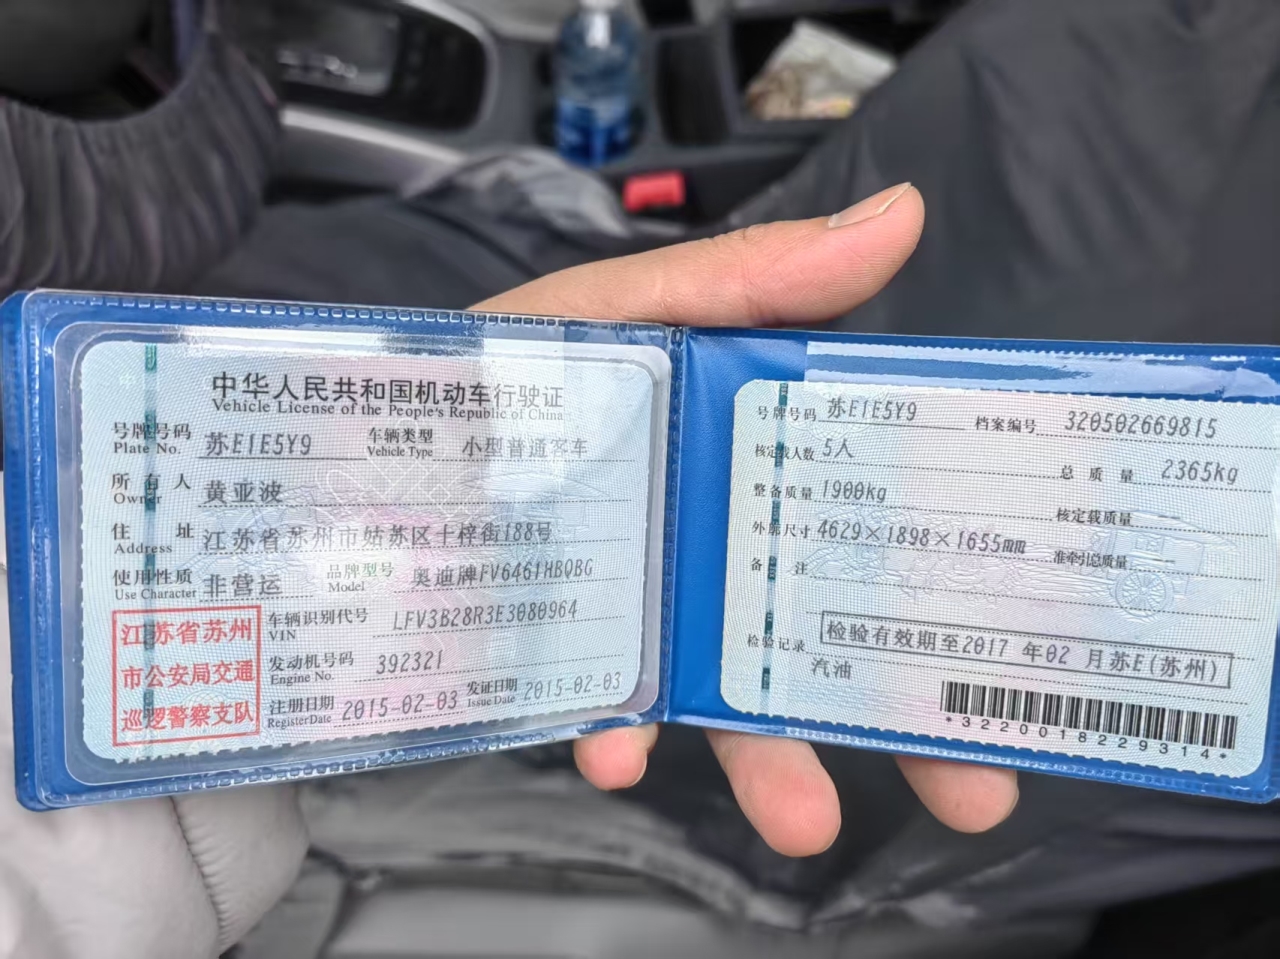 中华人民共和国机动车行驶证
Vehicle License of the People's Republic of China
号牌号码 苏E1E5Y9 车辆类型 小型普通客车
Plate No. Vehicle Type
所有人 黄亚波
Owner
住址 江苏省苏州市姑苏区十梓街188号
Address
使用性质 非营运 品牌型号 奥迪牌FV6461HBQBG
Use Character Model
江苏省苏州
市公安局交通
巡逻警察支队
车辆识别代号 LFV3B28R3E3080964
VIN
发动机号码 392321
Engine No.
注册日期 2015-02-03 发证日期 2015-02-03
Register Date Issue Date
号牌号码 苏E1E5Y9 档案编号 320502669815
核定载人数 5人 总质量 2365kg
整备质量 1900kg 核定载质量 --
外廓尺寸 4629×1898×1655mm 准牵引总质量 --
备注
检验有效期至2017年02月苏E(苏州)
检验记录
汽油
*3220018229314*